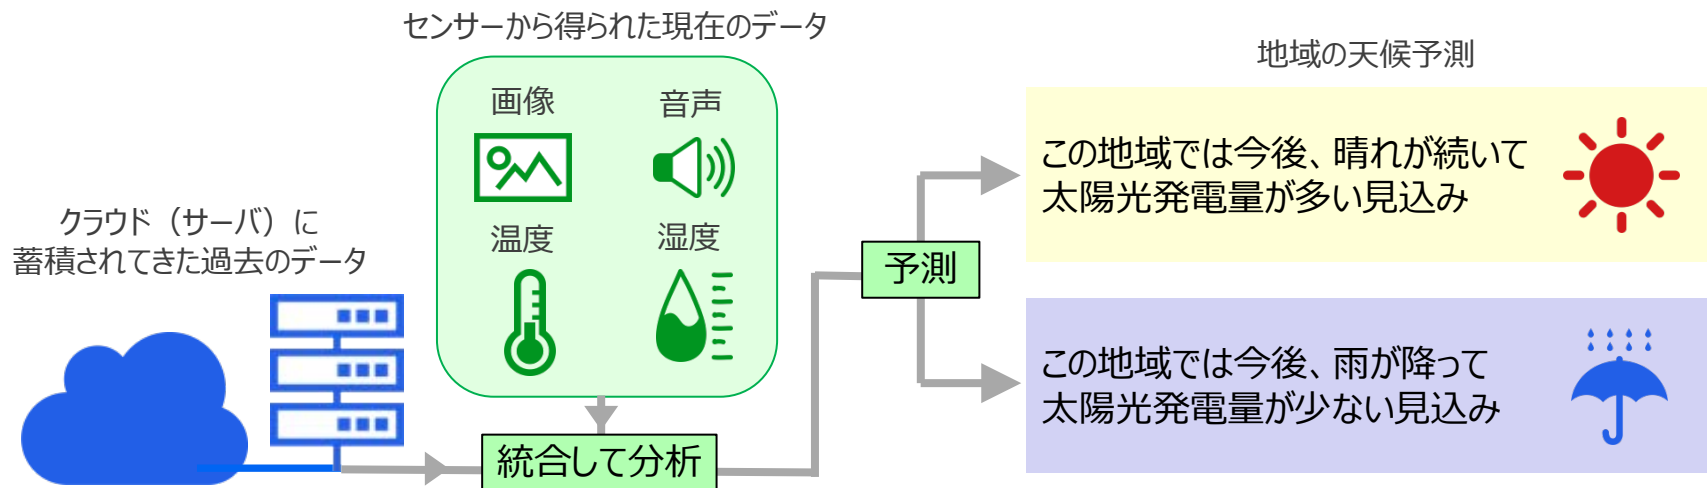 センサーから得られた現在のデータ
地域の天候予測
画像
音声
温度
湿度
クラウド（サーバ）に
蓄積されてきた過去のデータ
統合して分析
予測
この地域では今後、晴れが続いて
太陽光発電量が多い見込み
この地域では今後、雨が降って
太陽光発電量が少ない見込み